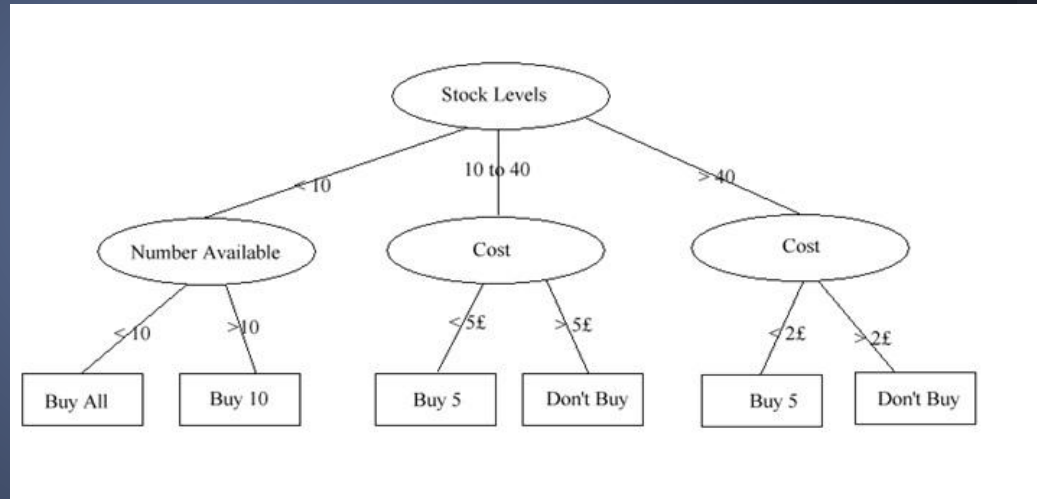 Stock Levels
< 10
10 to 40
> 40
Number Available
Cost
Cost
< 10
>10
< 5£
> 5£
< 2£
> 2£
Buy All
Buy 10
Buy 5
Don't Buy
Buy 5
Don't Buy